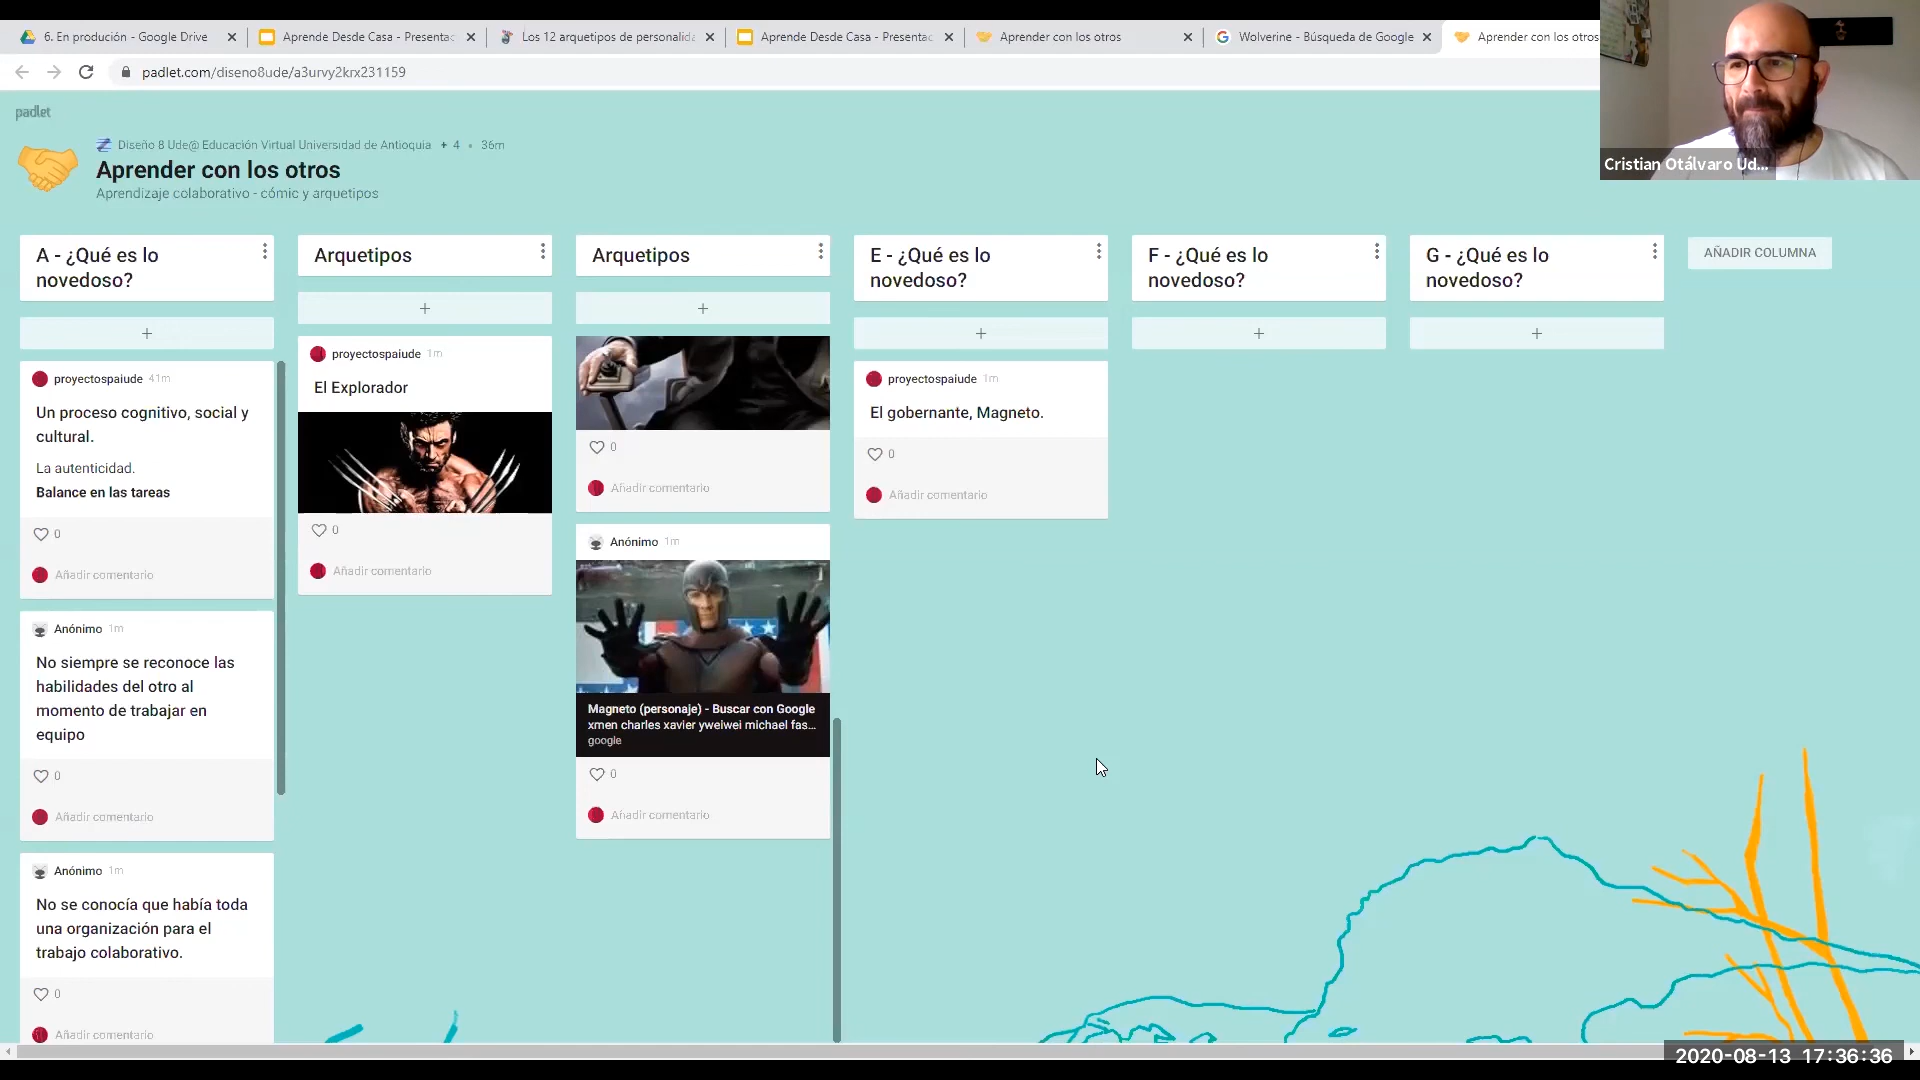 6. En produción - Google Drive
Aprende Desde Casa - Presentac
Los 12 arquetipos de personalida
Aprende Desde Casa - Presentac
Aprender con los otros
Wolverine - Búsqueda de Google
Aprender con los otros
padlet.com/diseno8ude/a3urvy2krx231159
padlet
Diseño 8 Ude@ Educación Virtual Universidad de Antioquia + 4 • 36m
Aprender con los otros
Aprendizaje colaborativo - cómic y arquetipos
Cristian Otálvaro Ud...
A - ¿Qué es lo
novedoso?
+
proyectospaiude 41m
Un proceso cognitivo, social y
cultural.
La autenticidad.
Balance en las tareas
0
Añadir comentario
Anónimo 1m
No siempre se reconoce las
habilidades del otro al
momento de trabajar en
equipo
0
Añadir comentario
Anónimo 1m
No se conocía que había toda
una organización para el
trabajo colaborativo.
0
Añadir comentario
Arquetipos
+
proyectospaiude 1m
El Explorador
0
Añadir comentario
Arquetipos
+
0
Añadir comentario
Anónimo 1m
Magneto (personaje) - Buscar con Google
xmen charles xavier yweiwei michael fas...
google
0
Añadir comentario
E - ¿Qué es lo
novedoso?
+
proyectospaiude 1m
El gobernante, Magneto.
0
Añadir comentario
F - ¿Qué es lo
novedoso?
+
G - ¿Qué es lo
novedoso?
+
AÑADIR COLUMNA
2020-08-13 17:36:36